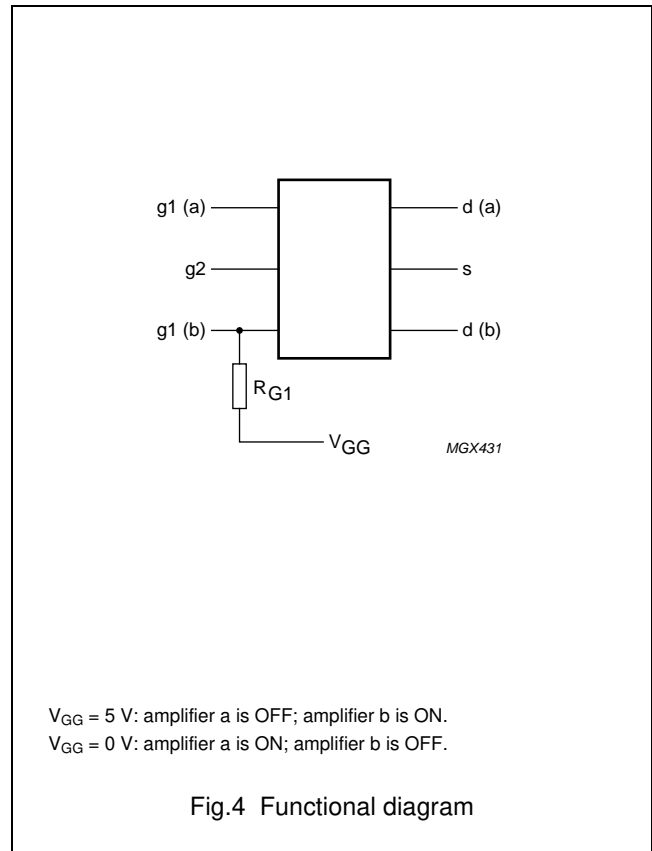 g1 (a)
d (a)
g2
s
g1 (b)
d (b)
RG1
VGG
MGX431
VGG = 5 V: amplifier a is OFF; amplifier b is ON.
VGG = 0 V: amplifier a is ON; amplifier b is OFF.
Fig.4 Functional diagram